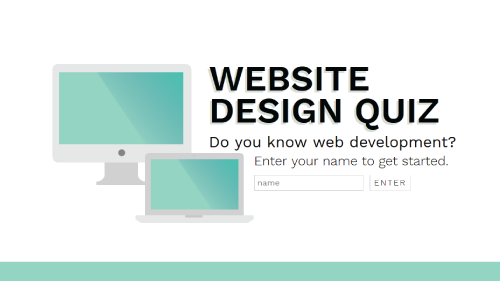 WEBSITE
DESIGN QUIZ
Do you know web development?
Enter your name to get started.
name
ENTER